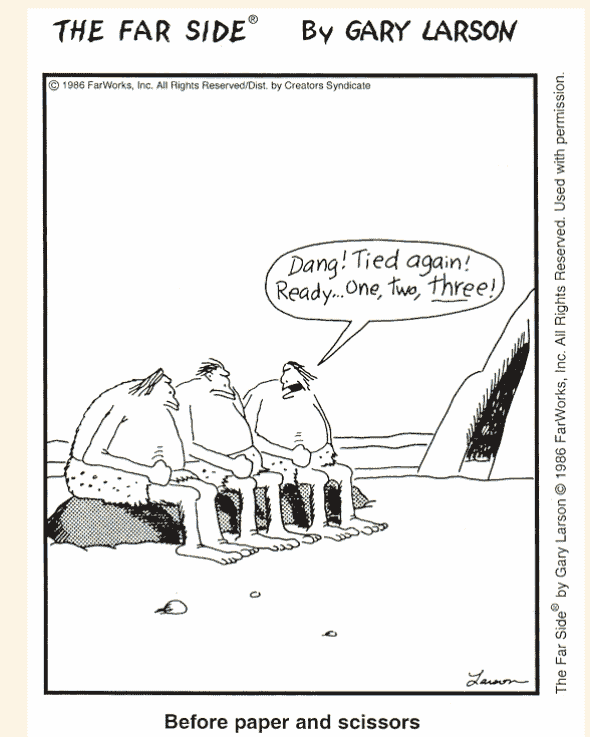 THE FAR SIDE® By GARY LARSON
© 1986 FarWorks, Inc. All Rights Reserved/Dist. by Creators Syndicate
Dang! Tied again!
Ready... One, two, three!
Larson
The Far Side® by Gary Larson © 1986 FarWorks, Inc. All Rights Reserved. Used with permission.
Before paper and scissors